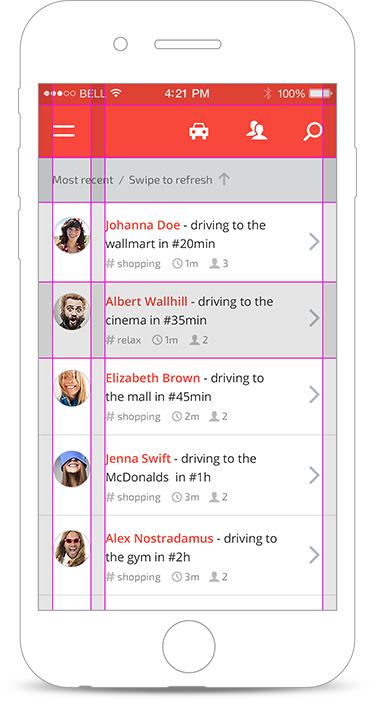 BELL 4:21 PM 100%
Most recent / Swipe to refresh
Johanna Doe - driving to the
wallmart in #20min
# shopping 1m 3
Albert Wallhill - driving to the
cinema in #35min
# relax 1m 2
Elizabeth Brown - driving to
the mall in #45min
# shopping 2m 2
Jenna Swift - driving to the
McDonalds in #1h
# shopping 3m 2
Alex Nostradamus - driving to
the gym in #2h
# shopping 3m 2